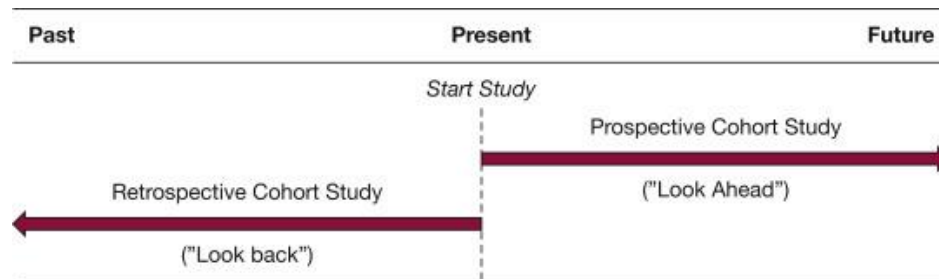 Past Present Future
Start Study
Prospective Cohort Study
("Look Ahead")
Retrospective Cohort Study
("Look back")